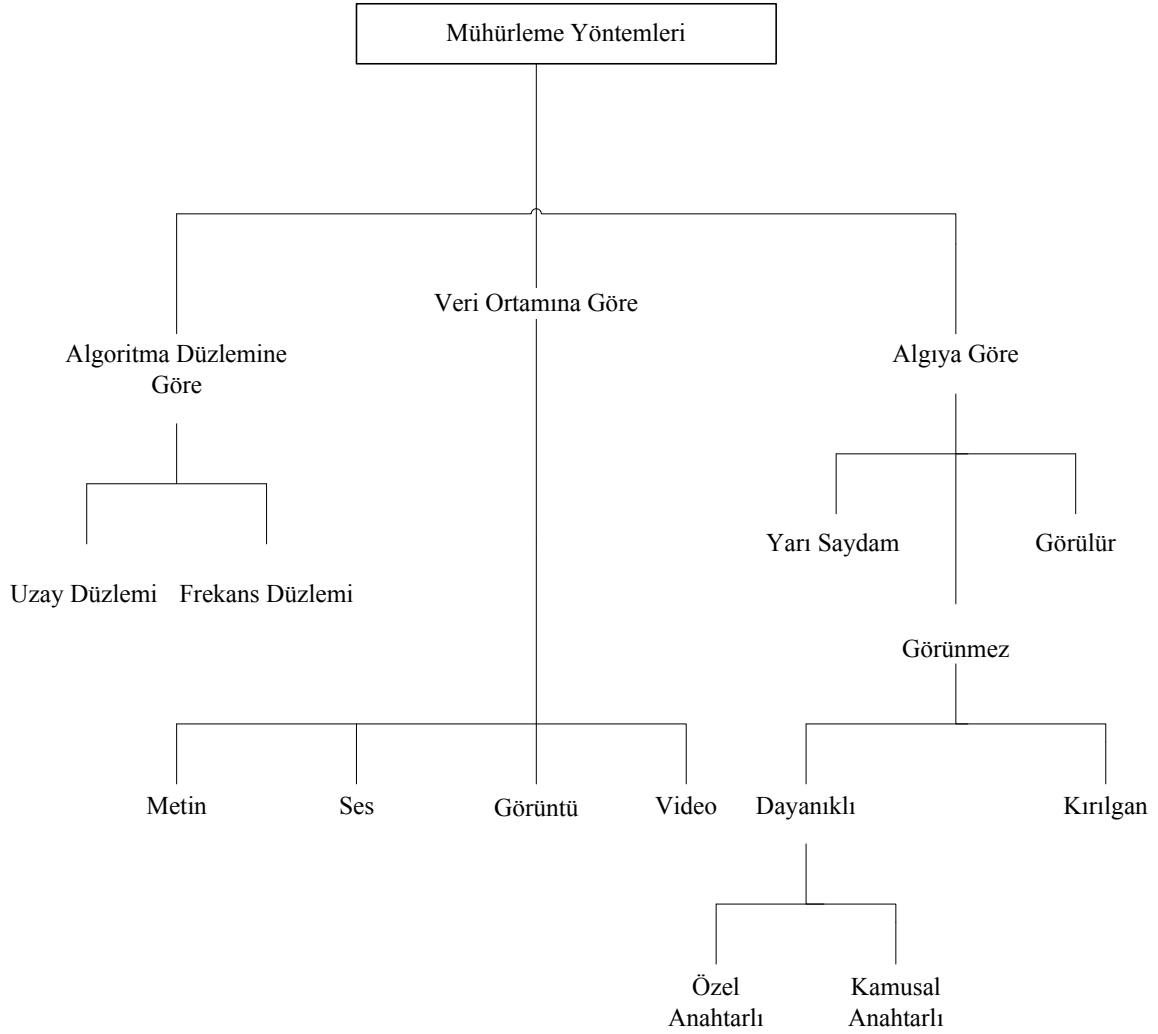 Mühürleme Yöntemleri
Veri Ortamına Göre
Algoritma Düzlemine
Göre
Algıya Göre
Yarı Saydam
Görülür
Uzay Düzlemi
Frekans Düzlemi
Görünmez
Metin
Ses
Görüntü
Video
Dayanıklı
Kırılgan
Özel
Anahtarlı
Kamusal
Anahtarlı